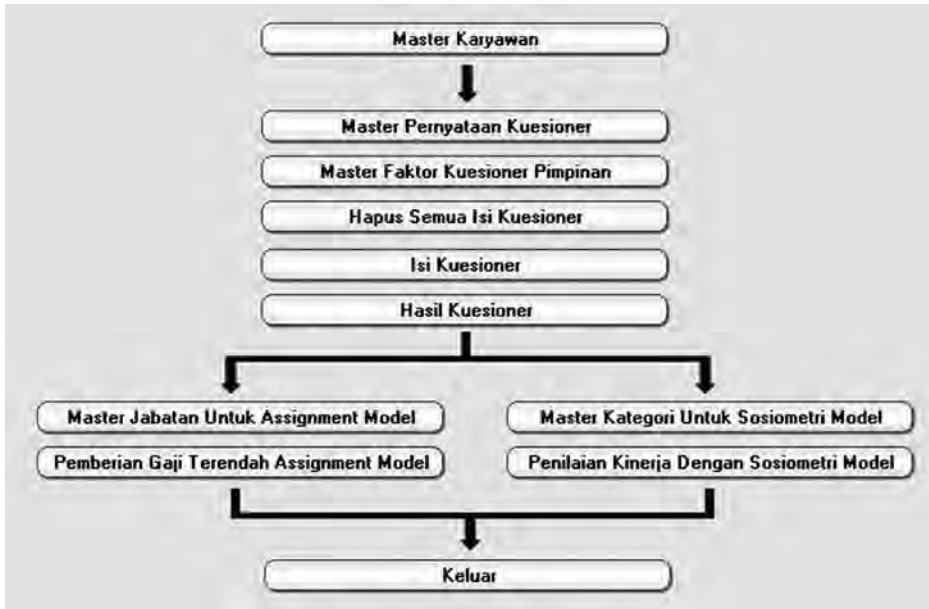 Master Karyawan
Master Pernyataan Kuesioner
Master Faktor Kuesioner Pimpinan
Hapus Semua Isi Kuesioner
Isi Kuesioner
Hasil Kuesioner
Master Jabatan Untuk Assignment Model
Pemberian Gaji Terendah Assignment Model
Master Kategori Untuk Sosiometri Model
Penilaian Kinerja Dengan Sosiometri Model
Keluar